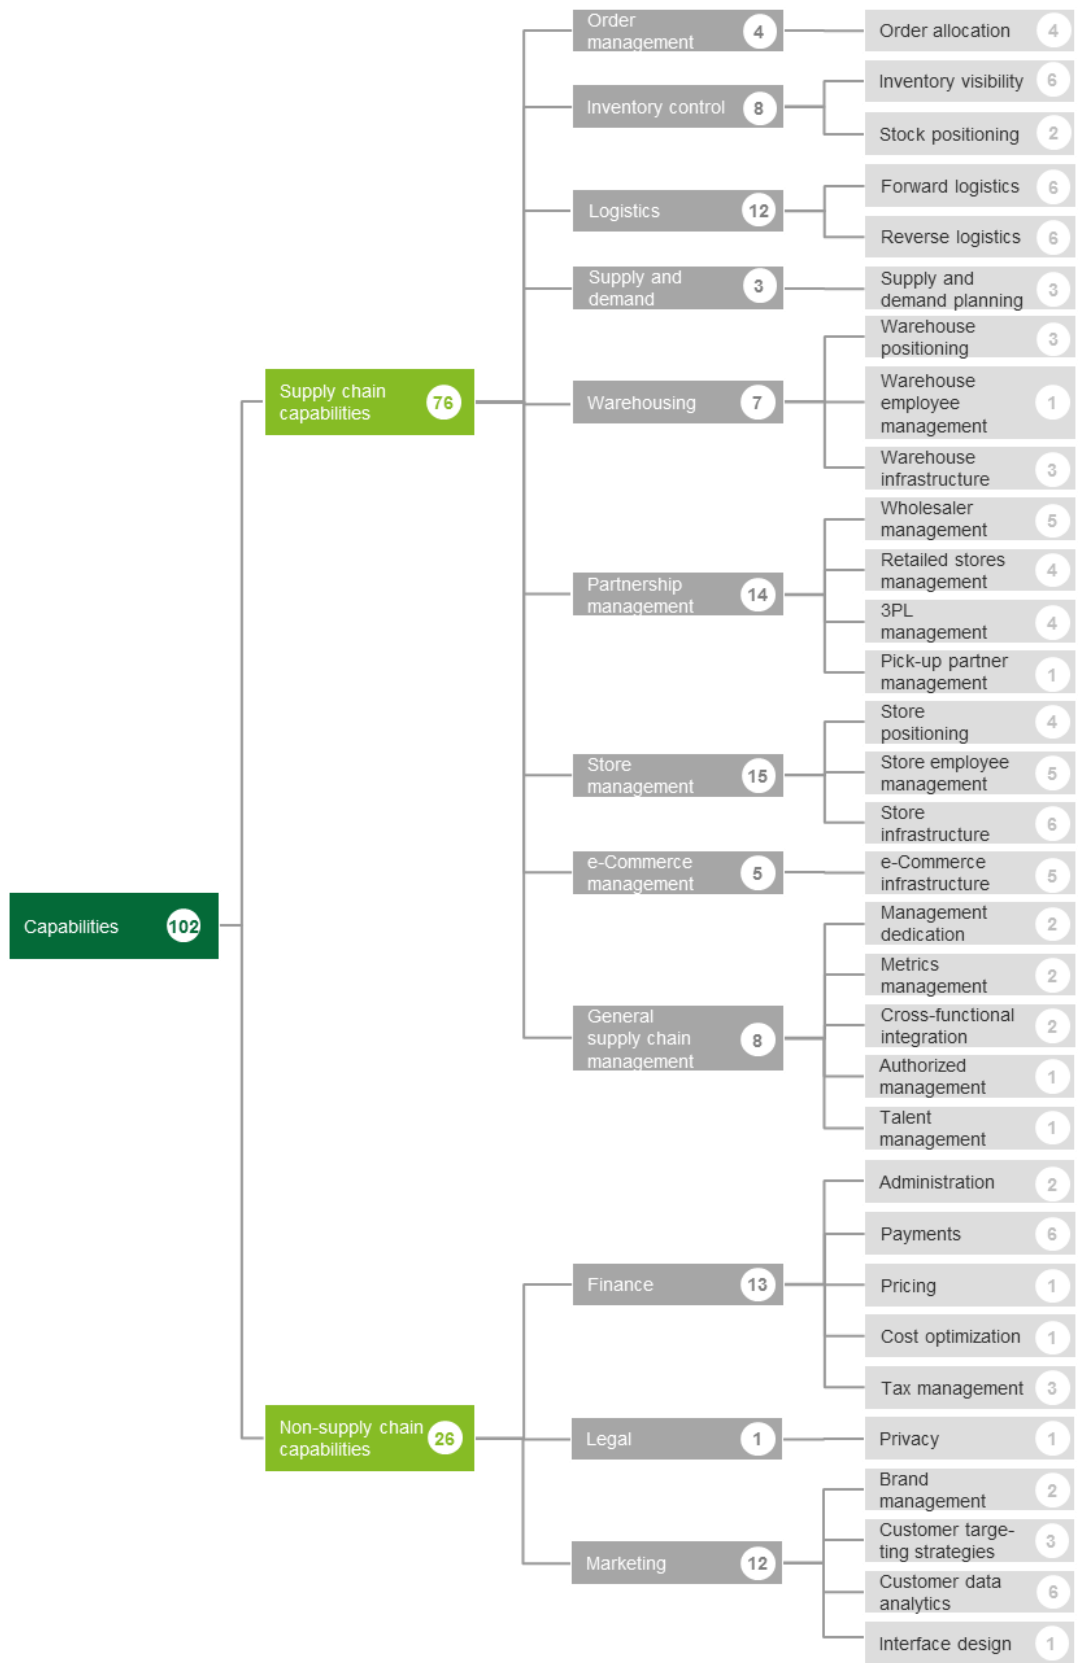 Order
management
4
Order allocation
4
Inventory control
8
Inventory visibility
6
Stock positioning
2
Logistics
12
Forward logistics
6
Reverse logistics
6
Supply and
demand
3
Supply and
demand planning
3
Supply chain
capabilities
76
Warehousing
7
Warehouse
positioning
3
Warehouse
employee
management
1
Warehouse
infrastructure
3
Partnership
management
14
Wholesaler
management
5
Retailed stores
management
4
3PL
management
4
Pick-up partner
management
1
Store
management
15
Store
positioning
4
Store employee
management
5
Store
infrastructure
6
e-Commerce
management
5
e-Commerce
infrastructure
5
Capabilities
102
General
supply chain
management
8
Management
dedication
2
Metrics
management
2
Cross-functional
integration
2
Authorized
management
1
Talent
management
1
Finance
13
Administration
2
Payments
6
Pricing
1
Cost optimization
1
Tax management
3
Non-supply chain
capabilities
26
Legal
1
Privacy
1
Marketing
12
Brand
management
2
Customer targe-
ting strategies
3
Customer data
analytics
6
Interface design
1